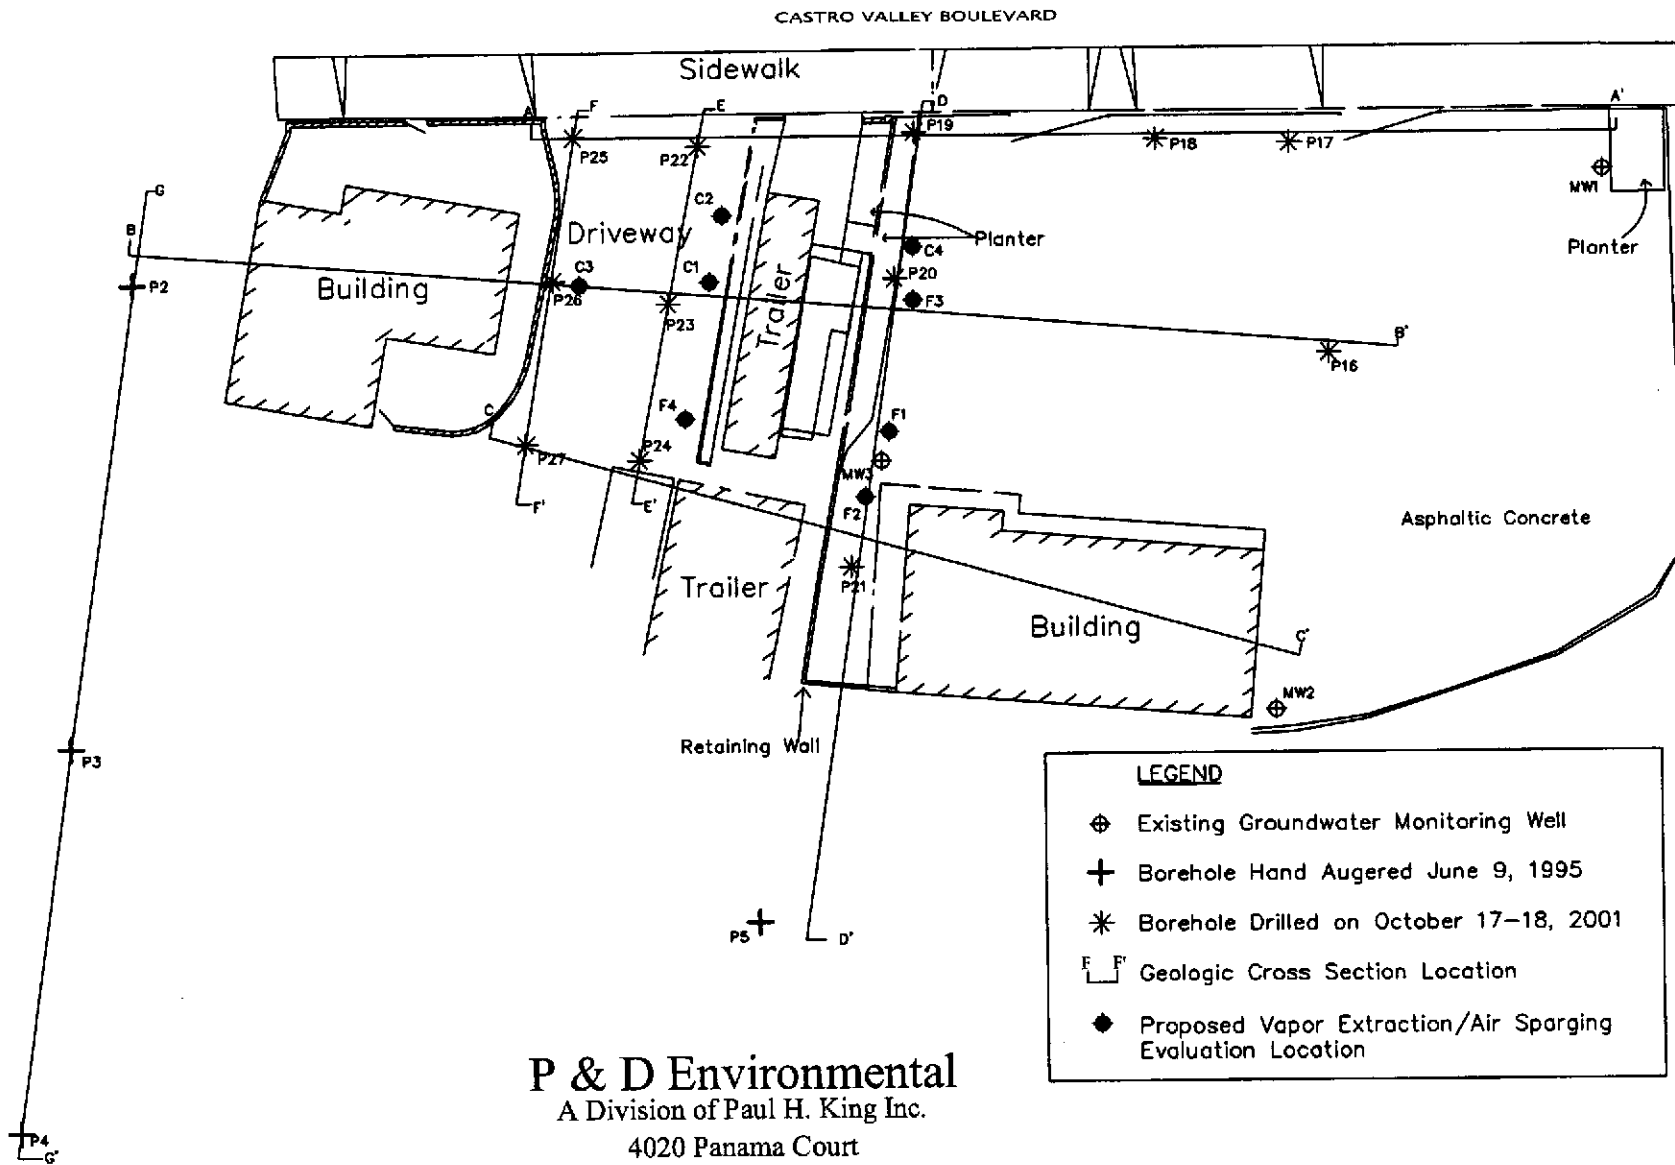 CASTRO VALLEY BOULEVARD
Sidewalk
F
E
D
A
A'
P19
P25
P22
P18
P17
MW1
G
C2
B
Driveway
Planter
C4
Planter
P2
Building
C3
C1
P20
P26
Trailer
F3
P23
B'
P16
C
F4
F1
P27
P24
MW3
F'
E'
F2
Asphaltic Concrete
Trailer
P21
Building
C'
MW2
Retaining Wall
P3
LEGEND
Existing Groundwater Monitoring Well
Borehole Hand Augered June 9, 1995
Borehole Drilled on October 17-18, 2001
P5
D'
F F' Geologic Cross Section Location
Proposed Vapor Extraction/Air Sparging
Evaluation Location
P & D Environmental
A Division of Paul H. King Inc.
4020 Panama Court
P4
G'